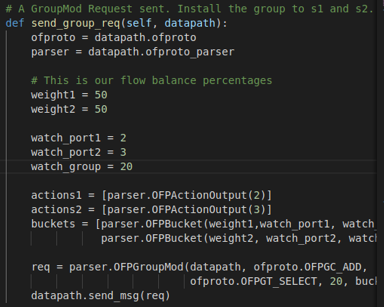 # A GroupMod Request sent. Install the group to s1 and s2.
def send_group_req(self, datapath):
    ofproto = datapath.ofproto
    parser = datapath.ofproto_parser

    # This is our flow balance percentages
    weight1 = 50
    weight2 = 50

    watch_port1 = 2
    watch_port2 = 3
    watch_group = 20

    actions1 = [parser.OFPActionOutput(2)]
    actions2 = [parser.OFPActionOutput(3)]
    buckets = [parser.OFPBucket(weight1,watch_port1, watch_
               parser.OFPBucket(weight2, watch_port2, watch

    req = parser.OFPGroupMod(datapath, ofproto.OFPGC_ADD,
                             ofproto.OFPGT_SELECT, 20, buck
    datapath.send_msg(req)